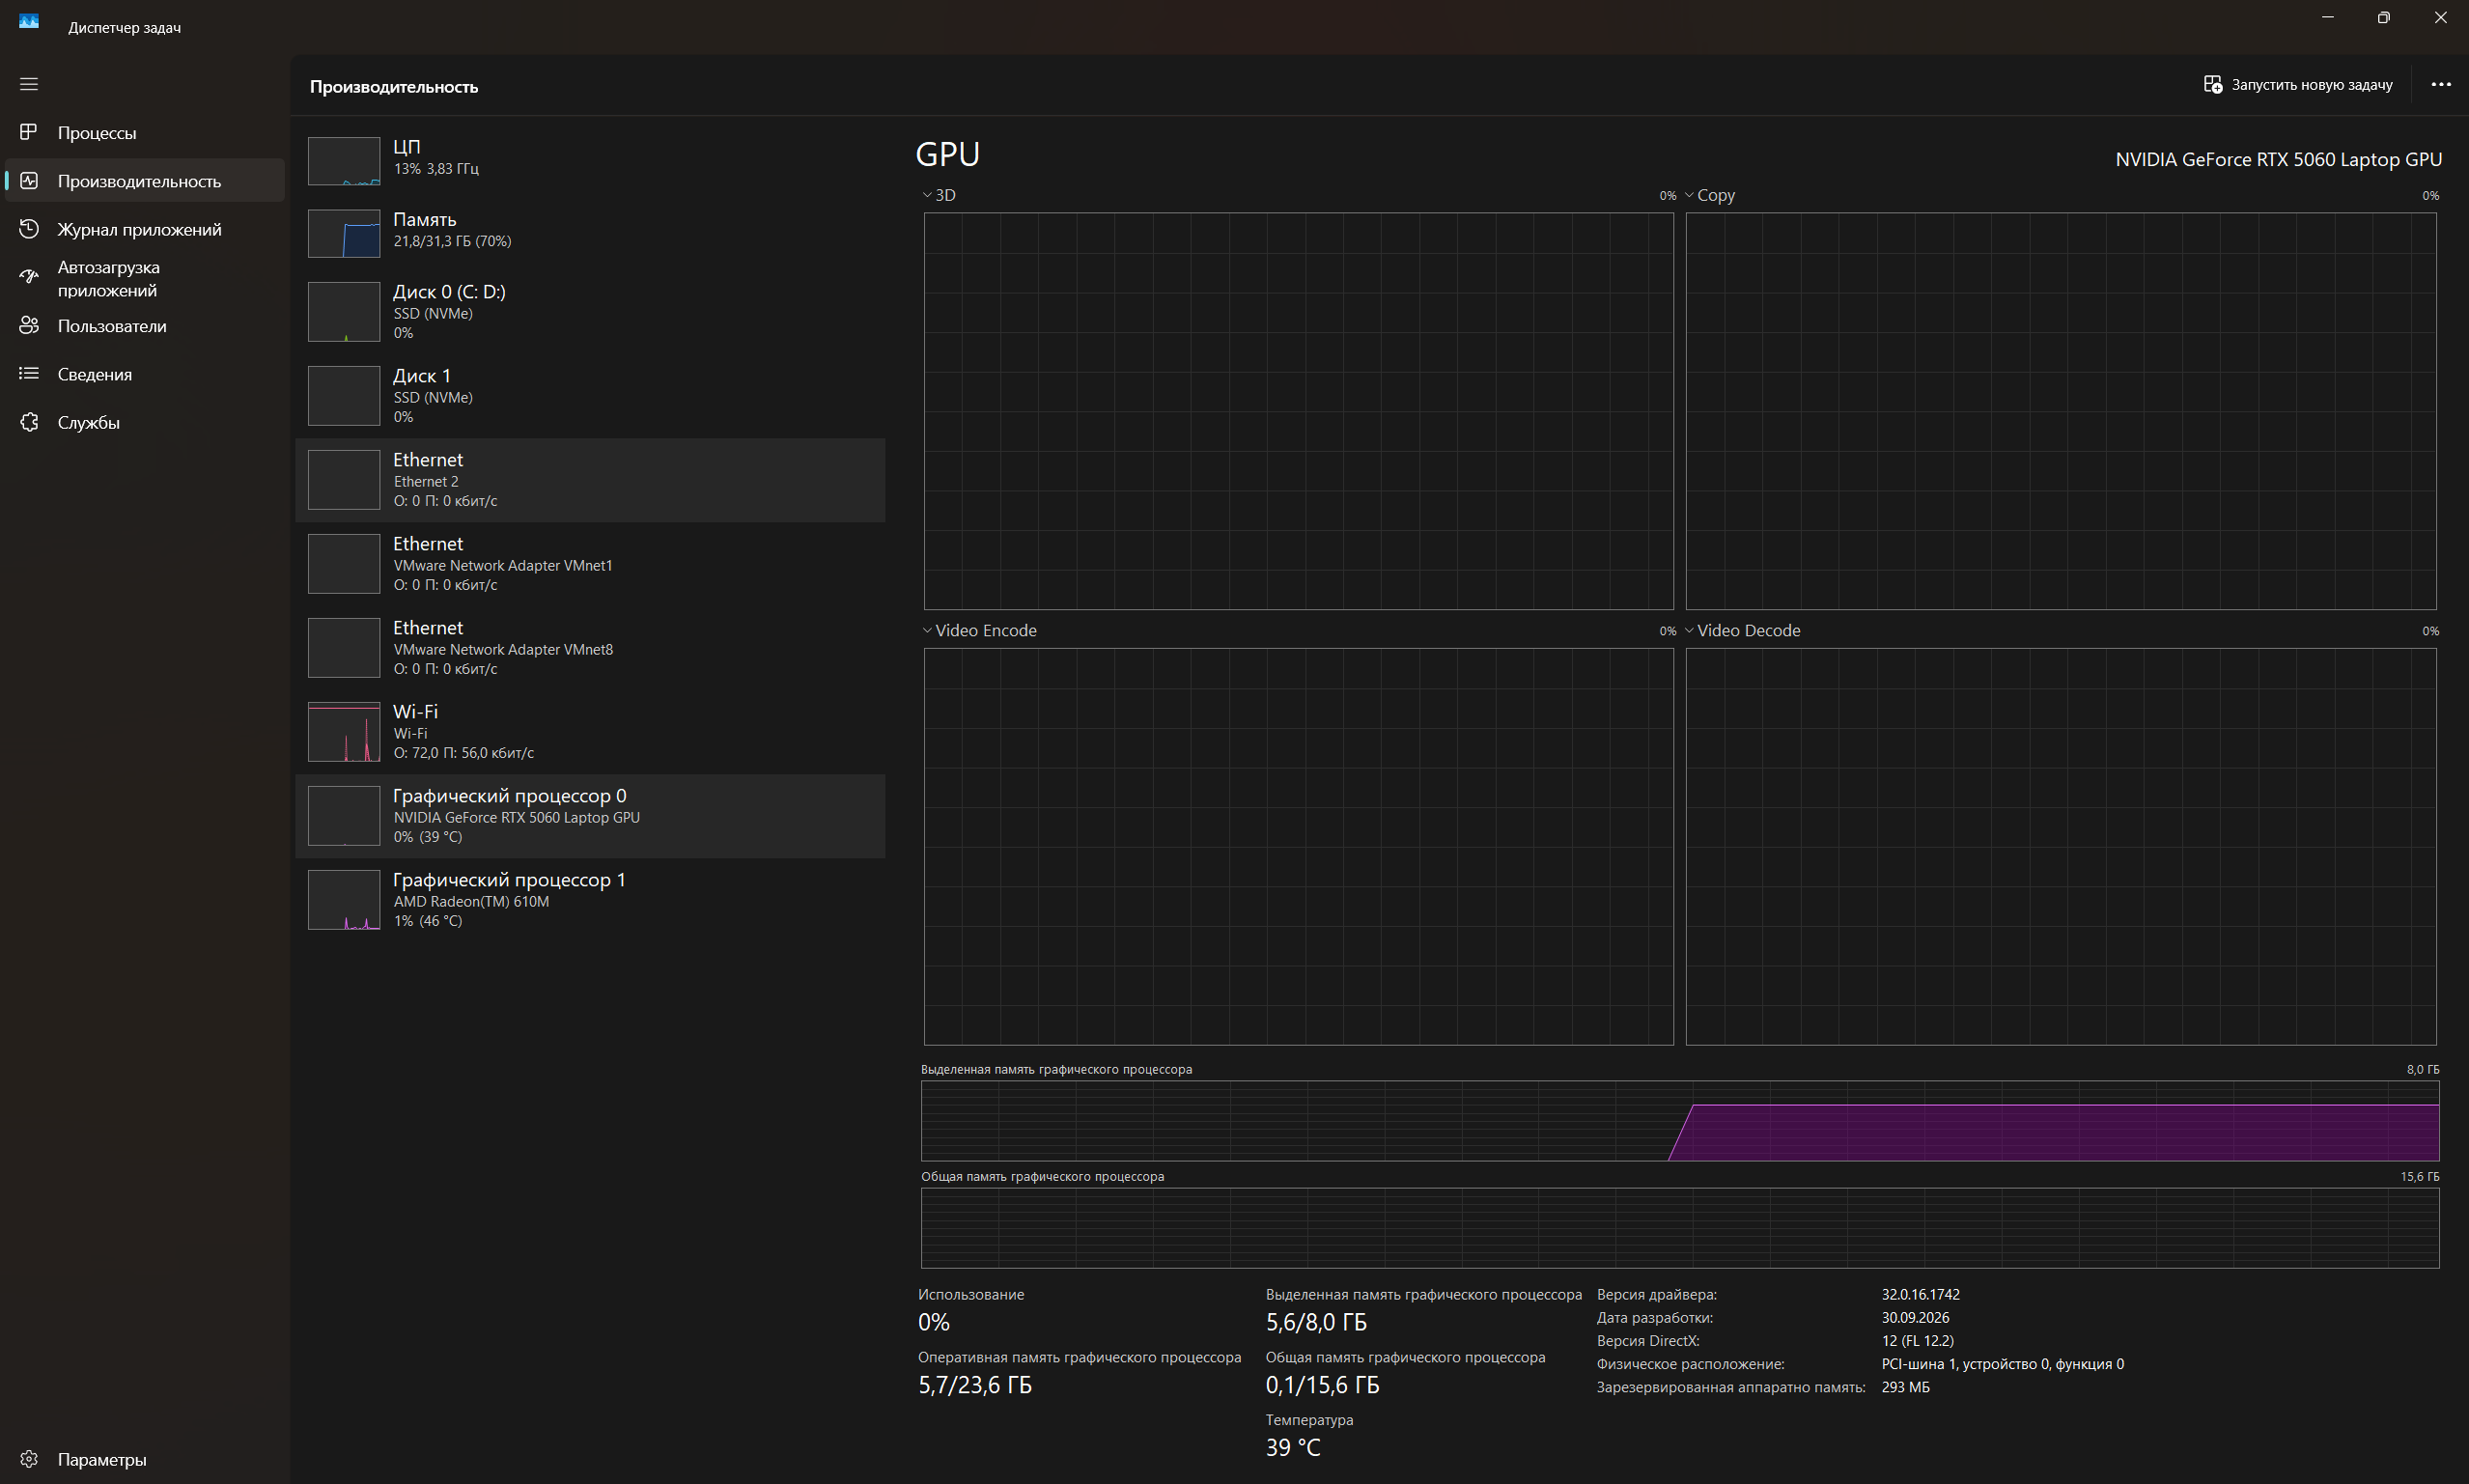 Диспетчер задач
Производительность
Запустить новую задачу
Процессы
Производительность
Журнал приложений
Автозагрузка
приложений
Пользователи
Сведения
Службы
Параметры
ЦП
13% 3,83 ГГц
Память
21,8/31,3 ГБ (70%)
Диск 0 (C: D:)
SSD (NVMe)
0%
Диск 1
SSD (NVMe)
0%
Ethernet
Ethernet 2
О: 0 П: 0 кбит/с
Ethernet
VMware Network Adapter VMnet1
О: 0 П: 0 кбит/с
Ethernet
VMware Network Adapter VMnet8
О: 0 П: 0 кбит/с
Wi-Fi
Wi-Fi
О: 72,0 П: 56,0 кбит/с
Графический процессор 0
NVIDIA GeForce RTX 5060 Laptop GPU
0% (39 °C)
Графический процессор 1
AMD Radeon(TM) 610M
1% (46 °C)
GPU
NVIDIA GeForce RTX 5060 Laptop GPU
3D 0%
Copy 0%
Video Encode 0%
Video Decode 0%
Выделенная память графического процессора 8,0 ГБ
Общая память графического процессора 15,6 ГБ
Использование
0%
Оперативная память графического процессора
5,7/23,6 ГБ
Выделенная память графического процессора
5,6/8,0 ГБ
Общая память графического процессора
0,1/15,6 ГБ
Температура
39 °C
Версия драйвера: 32.0.16.1742
Дата разработки: 30.09.2026
Версия DirectX: 12 (FL 12.2)
Физическое расположение: PCI-шина 1, устройство 0, функция 0
Зарезервированная аппаратно память: 293 МБ